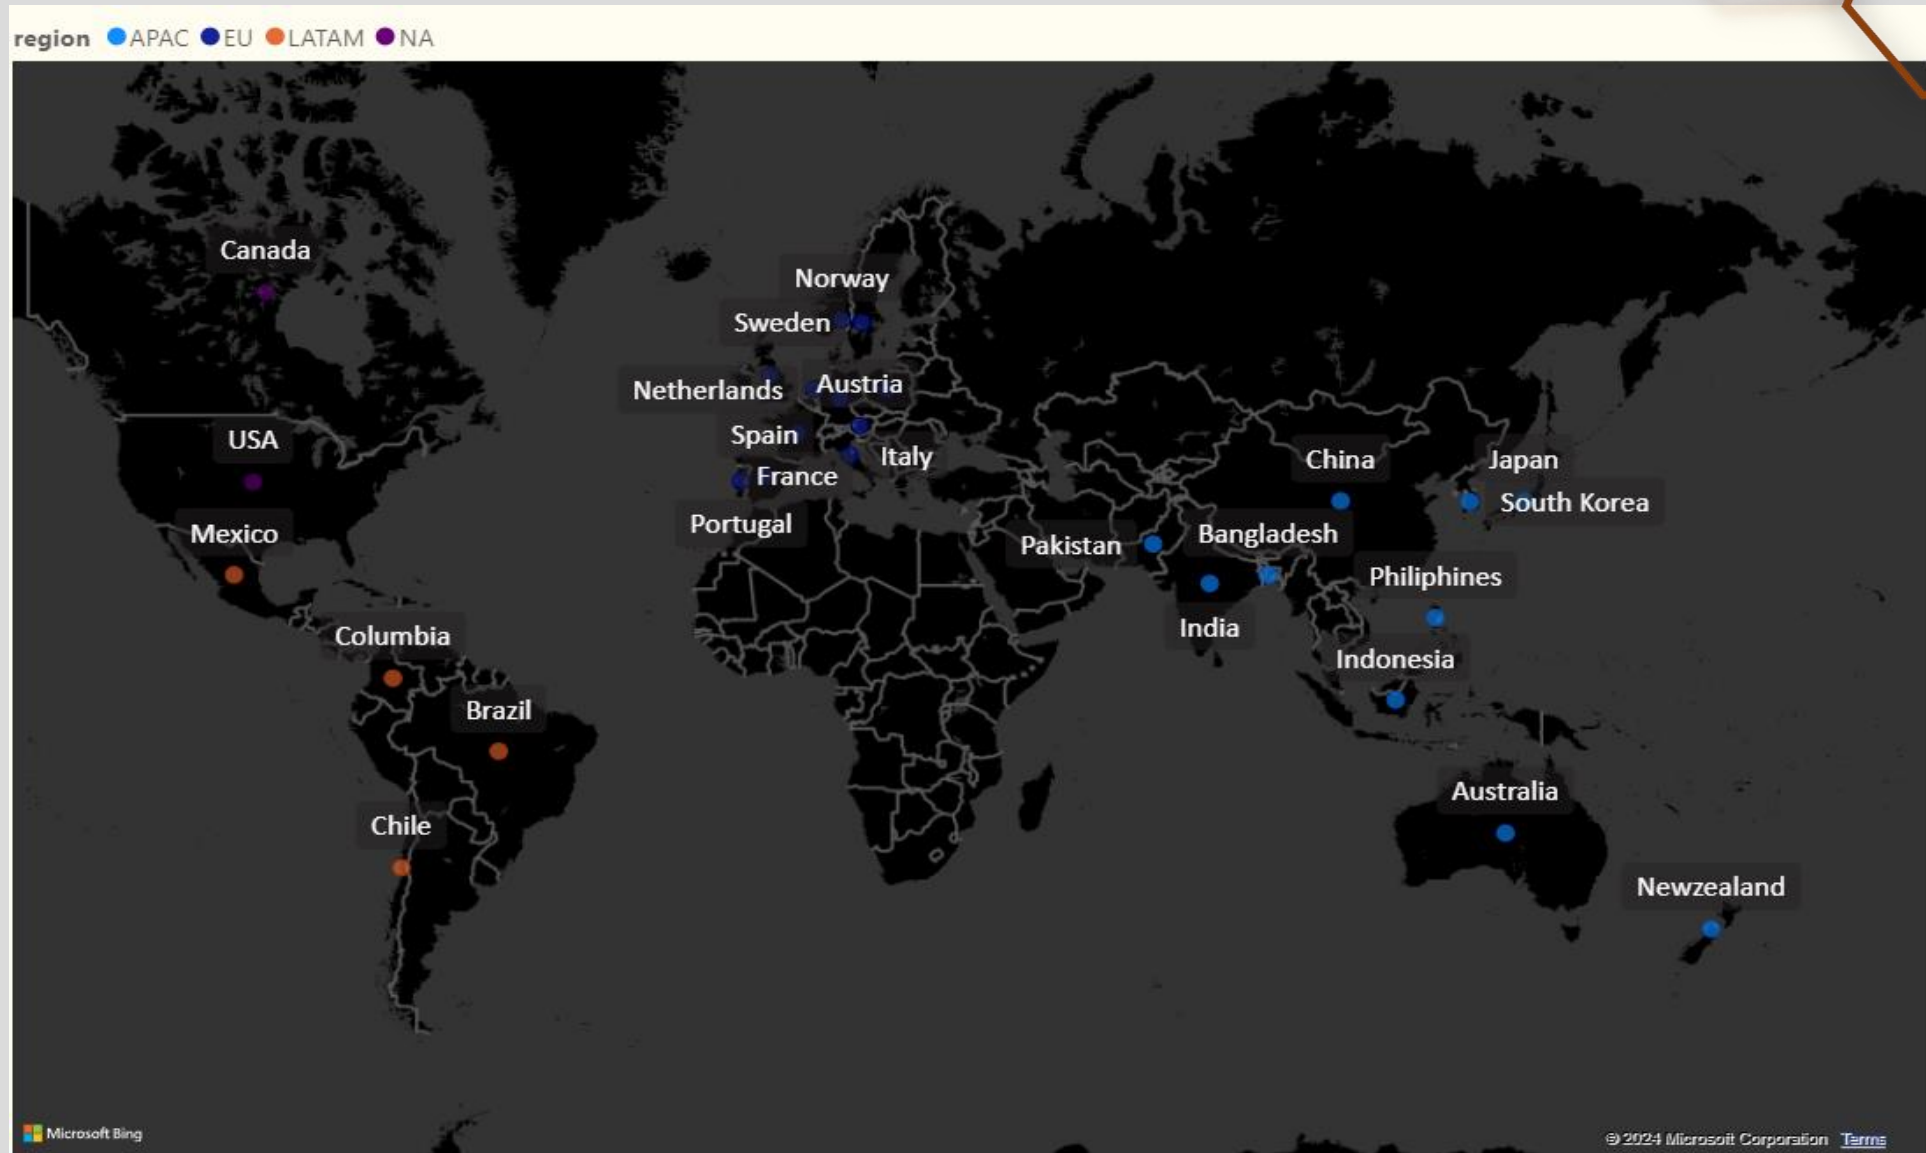 region APAC EU LATAM NA
Canada
Norway
Sweden
Netherlands
Austria
Spain
USA
Italy
France
China
Japan
South Korea
Portugal
Mexico
Pakistan
Bangladesh
Philiphines
India
Columbia
Indonesia
Brazil
Australia
Chile
Newzealand
Microsoft Bing
© 2024 Microsoft Corporation Terms